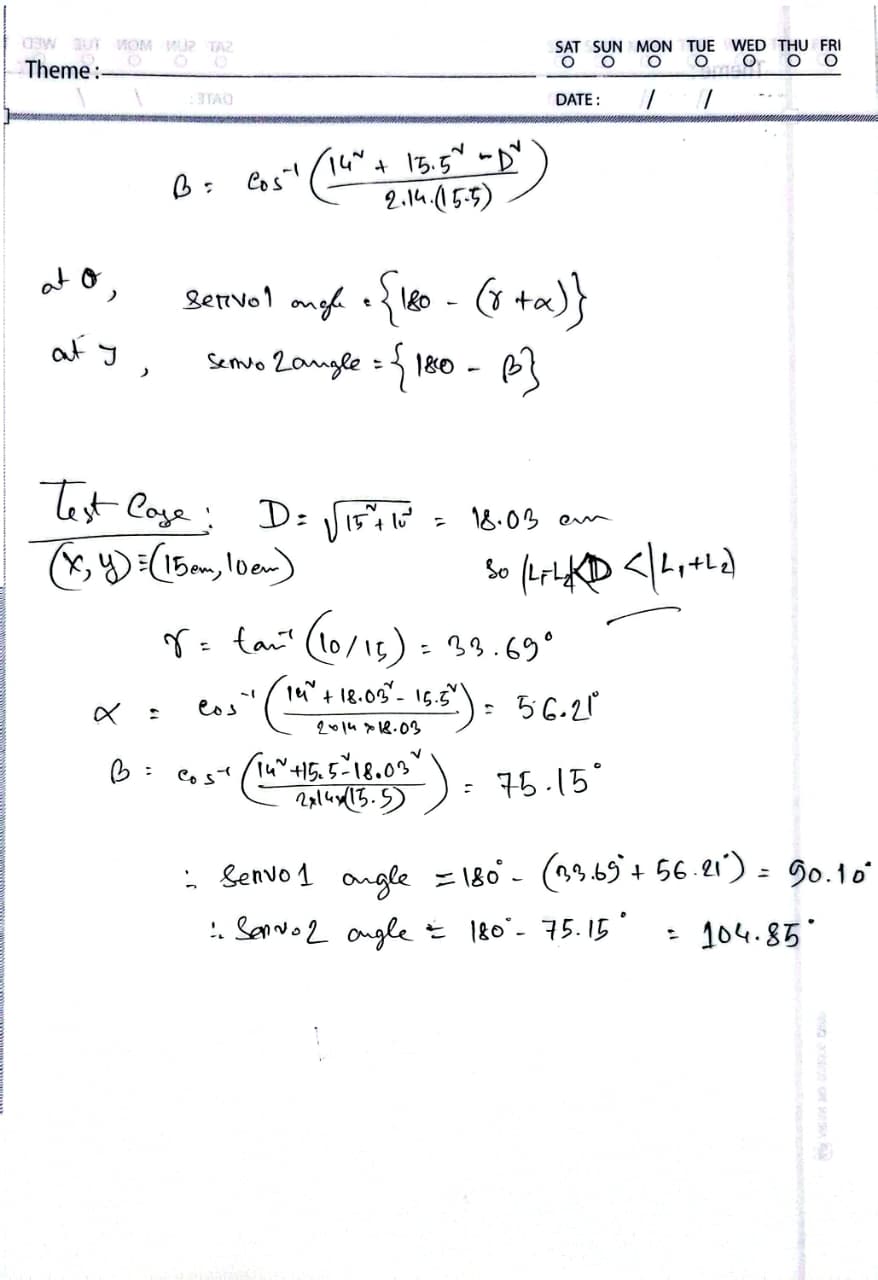 SAT SUN MON TUE WED THU FRI
Theme :
DATE : / /
β = cos⁻¹ (14² + 15.5² - D² / 2.14.(15.5))
at O, servo1 angle = {180 - (γ + α)}
at y, servo 2 angle = {180 - β}
Test Case: D = √15² + 10² = 18.03 cm
(x, y) ≡ (15cm, 10cm) so |L₁-L₂|<D <|L₁+L₂|
γ = tan⁻¹ (10/15) = 33.69°
α = cos⁻¹ (14² + 18.03² - 15.5² / 2×14×18.03) = 56.21°
β = cos⁻¹ (14² + 15.5² - 18.03² / 2×14×(15.5)) = 75.15°
∴ Servo 1 angle = 180° - (33.69° + 56.21°) = 90.10°
∴ Servo 2 angle = 180° - 75.15° = 104.85°